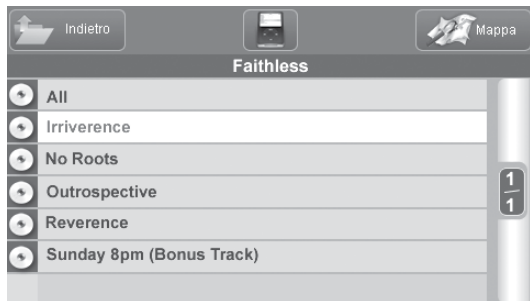 Indietro
Mappa
Faithless
All
Irriverence
No Roots
Outrospective
Reverence
Sunday 8pm (Bonus Track)
1
1